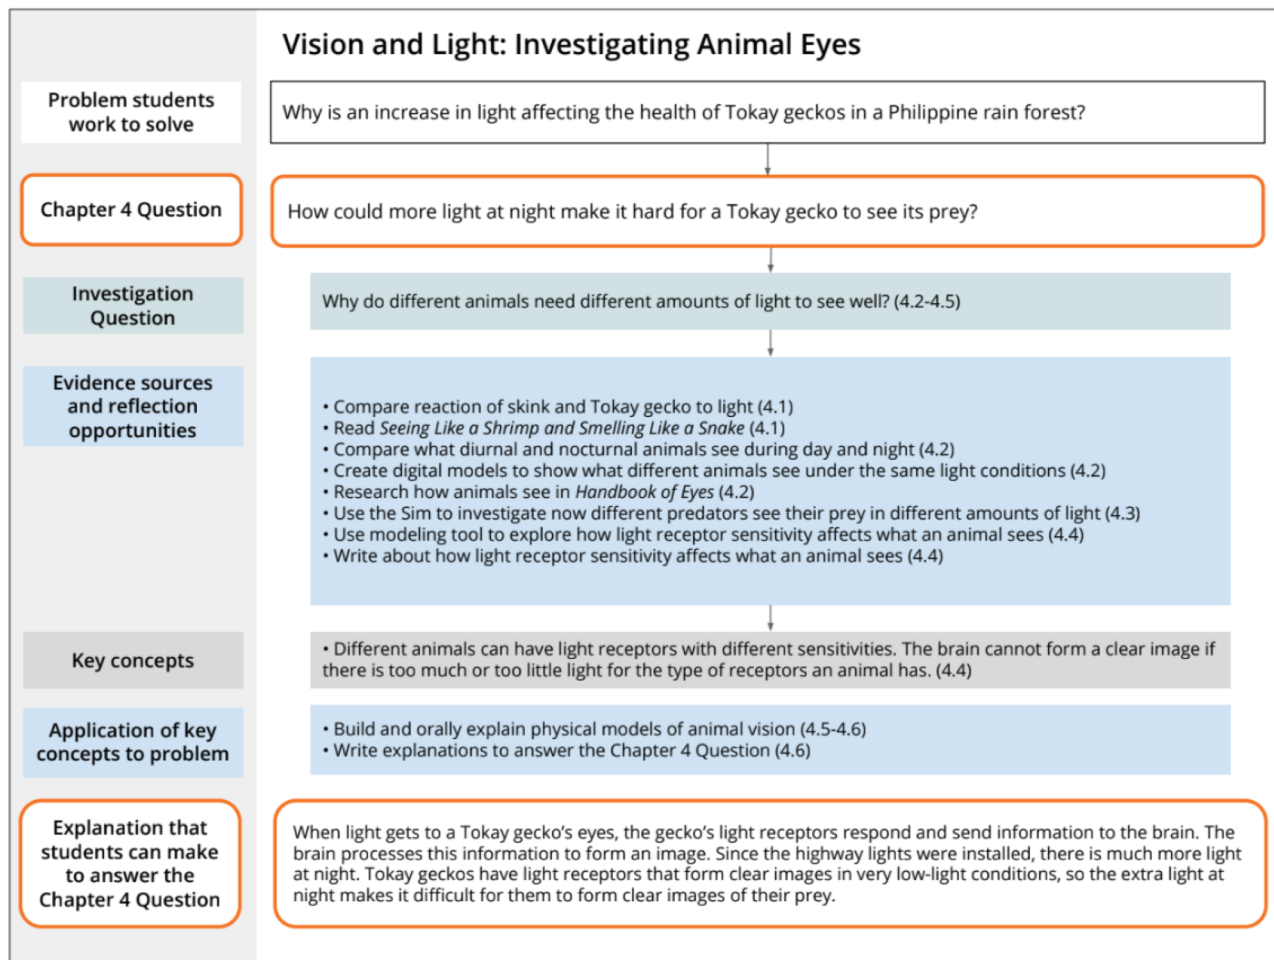 Vision and Light: Investigating Animal Eyes
Problem students
work to solve
Why is an increase in light affecting the health of Tokay geckos in a Philippine rain forest?
Chapter 4 Question
How could more light at night make it hard for a Tokay gecko to see its prey?
Investigation
Question
Why do different animals need different amounts of light to see well? (4.2-4.5)
Evidence sources
and reflection
opportunities
• Compare reaction of skink and Tokay gecko to light (4.1)
• Read Seeing Like a Shrimp and Smelling Like a Snake (4.1)
• Compare what diurnal and nocturnal animals see during day and night (4.2)
• Create digital models to show what different animals see under the same light conditions (4.2)
• Research how animals see in Handbook of Eyes (4.2)
• Use the Sim to investigate now different predators see their prey in different amounts of light (4.3)
• Use modeling tool to explore how light receptor sensitivity affects what an animal sees (4.4)
• Write about how light receptor sensitivity affects what an animal sees (4.4)
Key concepts
• Different animals can have light receptors with different sensitivities. The brain cannot form a clear image if
there is too much or too little light for the type of receptors an animal has. (4.4)
Application of key
concepts to problem
• Build and orally explain physical models of animal vision (4.5-4.6)
• Write explanations to answer the Chapter 4 Question (4.6)
Explanation that
students can make
to answer the
Chapter 4 Question
When light gets to a Tokay gecko's eyes, the gecko's light receptors respond and send information to the brain. The
brain processes this information to form an image. Since the highway lights were installed, there is much more light
at night. Tokay geckos have light receptors that form clear images in very low-light conditions, so the extra light at
night makes it difficult for them to form clear images of their prey.